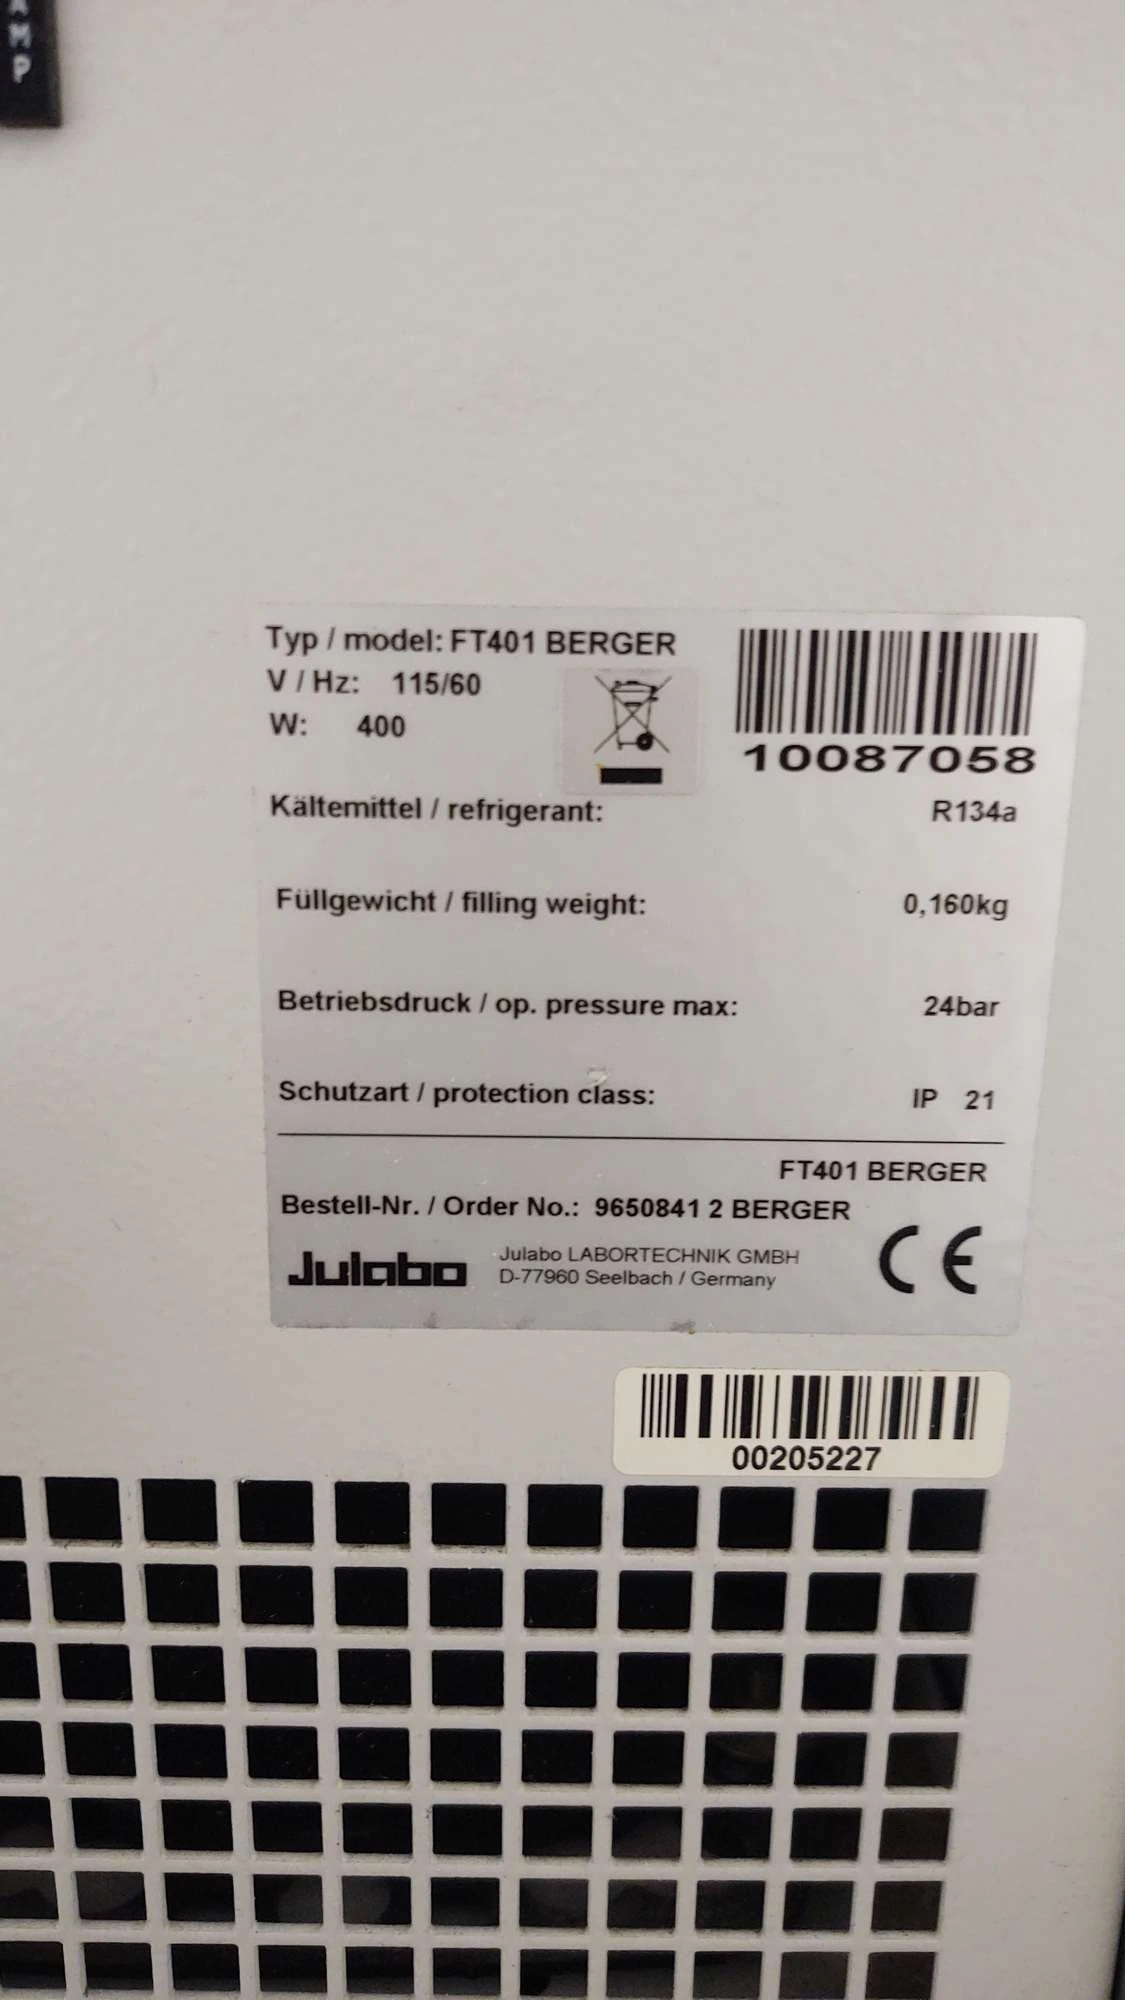 AMP
Typ / model: FT401 BERGER
V / Hz: 115/60
W: 400
10087058
Kältemittel / refrigerant: R134a
Füllgewicht / filling weight: 0,160kg
Betriebsdruck / op. pressure max: 24bar
Schutzart / protection class: IP 21
FT401 BERGER
Bestell-Nr. / Order No.: 9650841 2 BERGER
Julabo
Julabo LABORTECHNIK GMBH
D-77960 Seelbach / Germany
CE
00205227